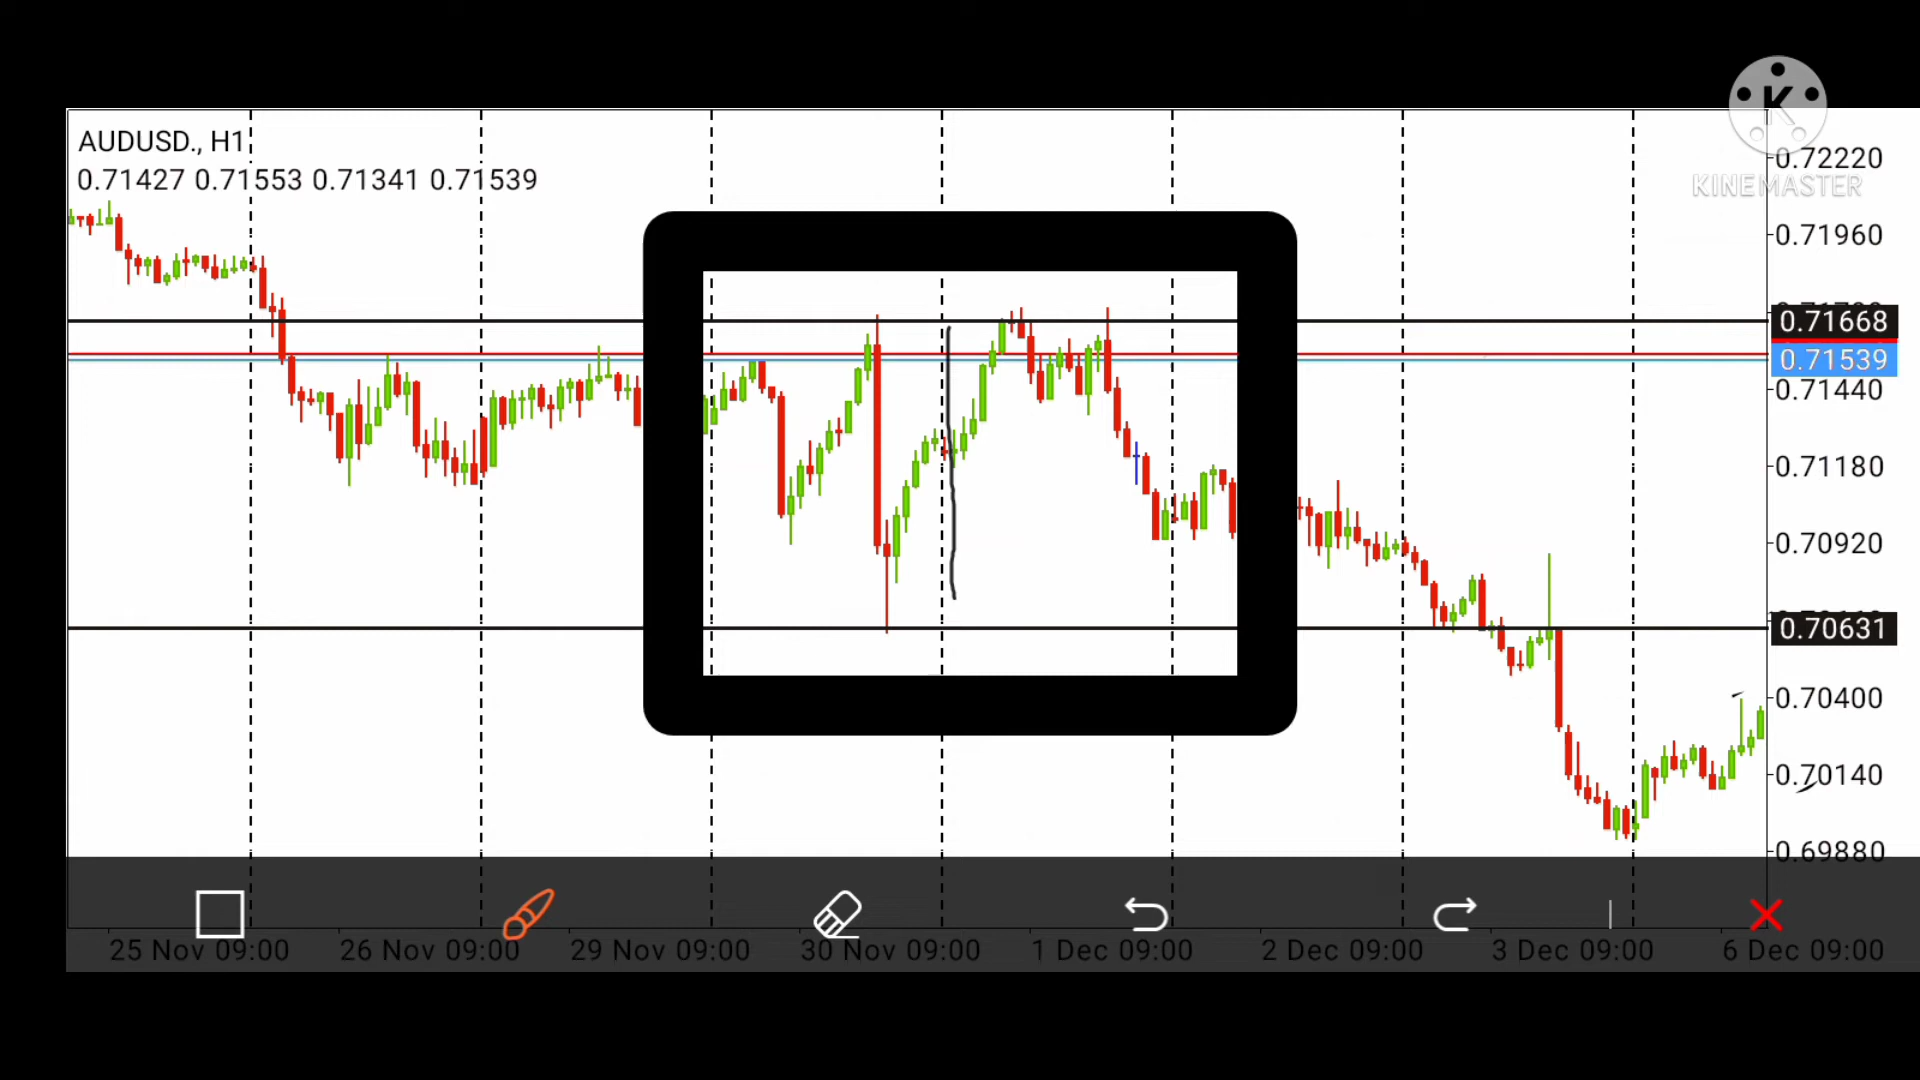 AUDUSD., H1
0.71427 0.71553 0.71341 0.71539
K
KINEMASTER
0.72220
0.71960
0.71668
0.71539
0.71440
0.71180
0.70920
0.70631
0.70400
0.70140
0.69880
25 Nov 09:00 26 Nov 09:00 29 Nov 09:00 30 Nov 09:00 1 Dec 09:00 2 Dec 09:00 3 Dec 09:00 6 Dec 09:00